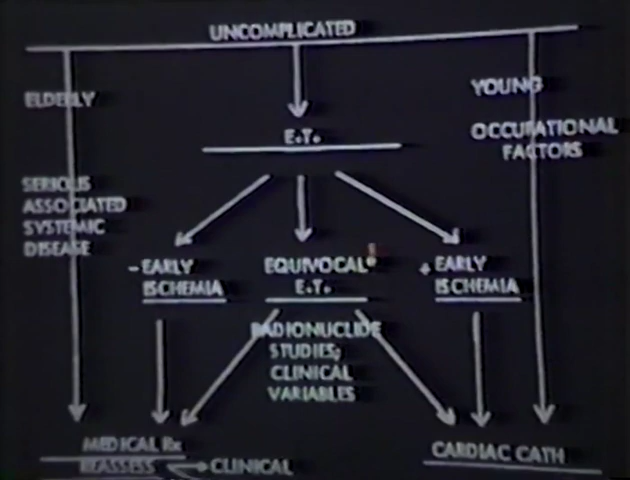 UNCOMPLICATED
ELDERLY
YOUNG
E.T.
OCCUPATIONAL
FACTORS
SERIOUS
ASSOCIATED
SYSTEMIC
DISEASE
- EARLY
ISCHEMIA
EQUIVOCAL
E.T.
+ EARLY
ISCHEMIA
RADIONUCLIDE
STUDIES;
CLINICAL
VARIABLES
MEDICAL Rx
REASSESS → CLINICAL
CARDIAC CATH